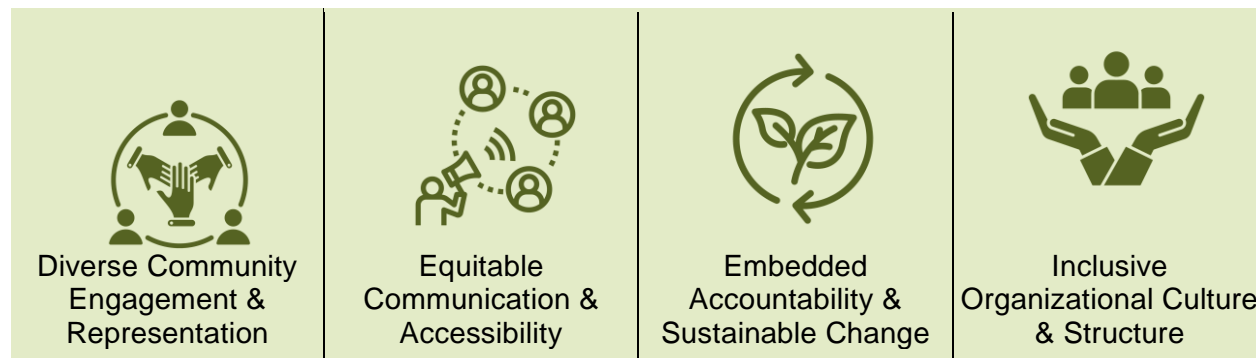 Diverse Community
Engagement &
Representation
Equitable
Communication &
Accessibility
Embedded
Accountability &
Sustainable Change
Inclusive
Organizational Culture
& Structure